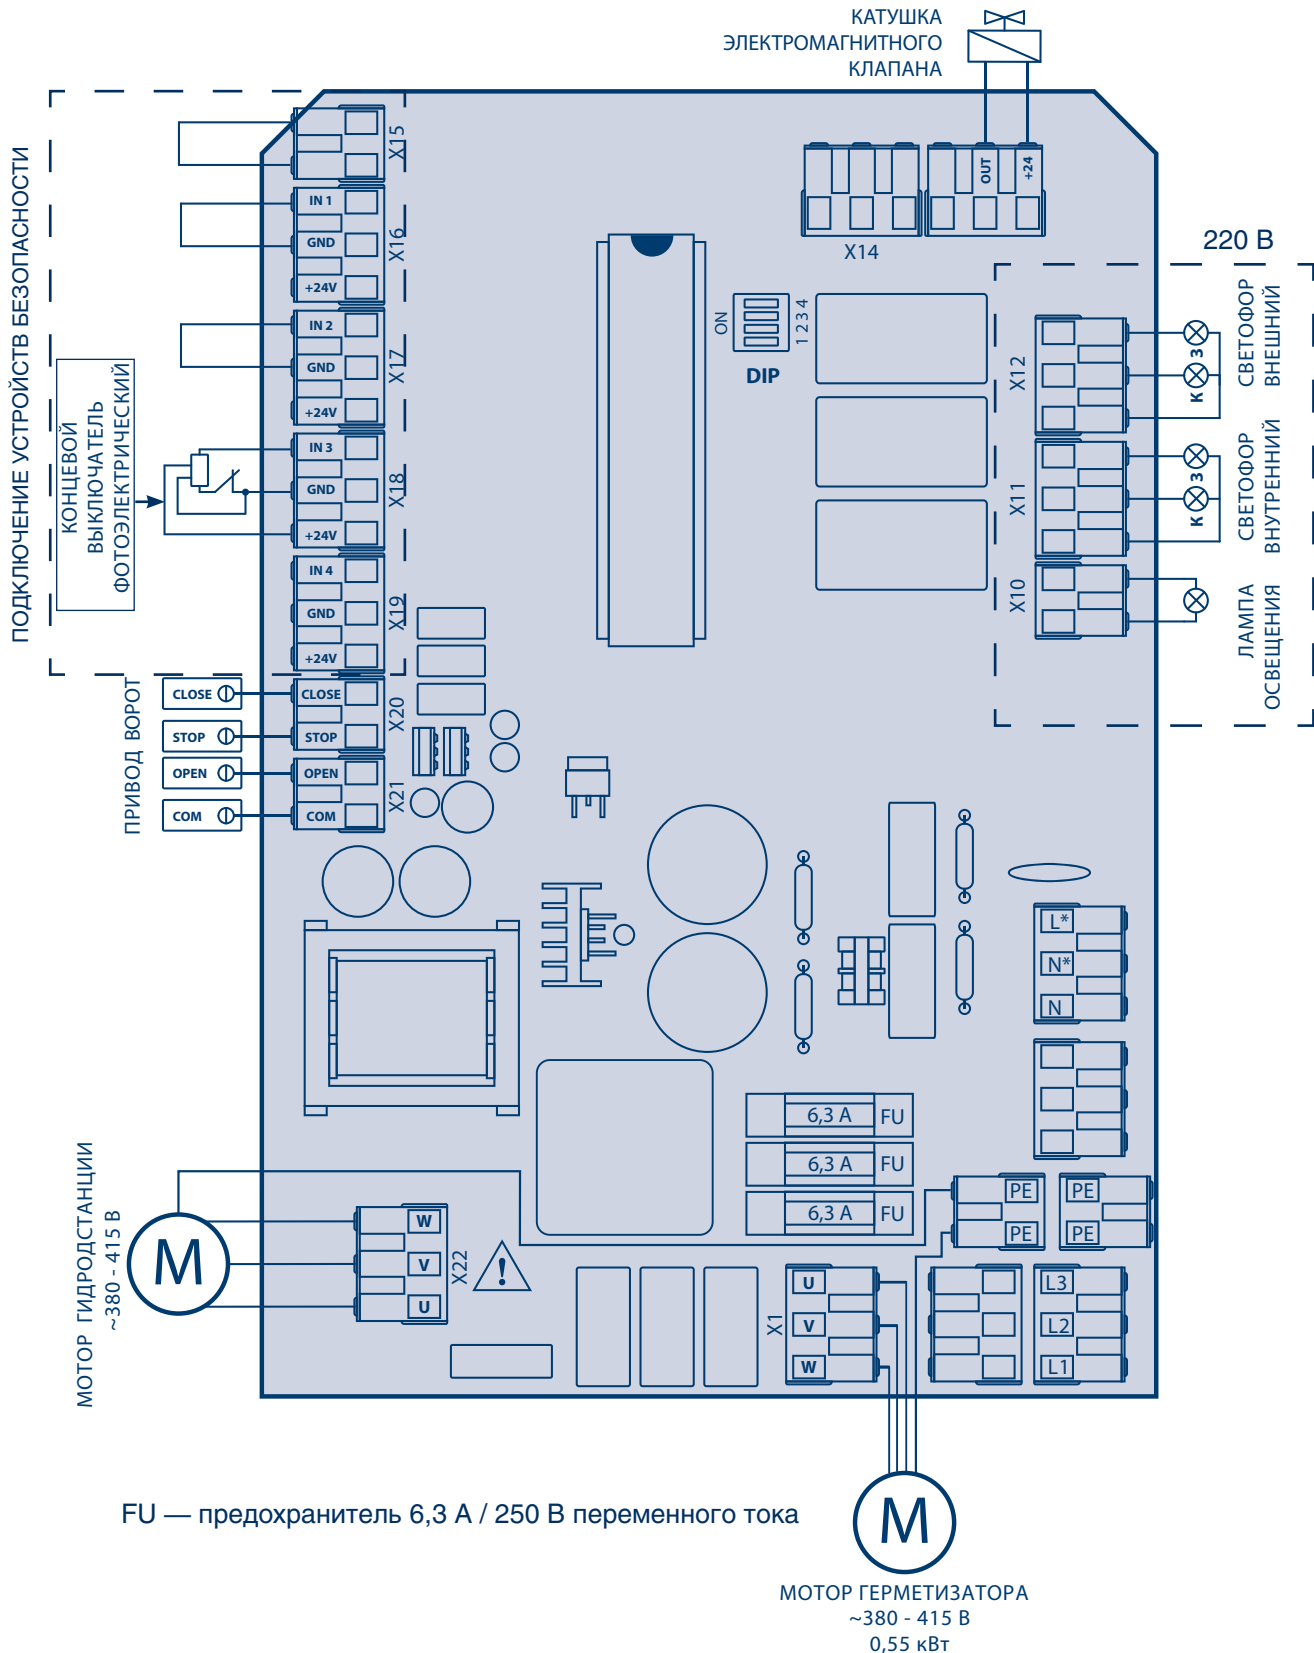 КАТУШКА
ЭЛЕКТРОМАГНИТНОГО
КЛАПАНА
OUT
+24
X14
220 В
ПОДКЛЮЧЕНИЕ УСТРОЙСТВ БЕЗОПАСНОСТИ
X15
IN 1
GND
+24V
X16
IN 2
GND
+24V
X17
КОНЦЕВОЙ
ВЫКЛЮЧАТЕЛЬ
ФОТОЭЛЕКТРИЧЕСКИЙ
IN 3
GND
+24V
X18
IN 4
GND
+24V
X19
ON
1 2 3 4
DIP
X12
З
К
СВЕТОФОР
ВНЕШНИЙ
X11
З
К
СВЕТОФОР
ВНУТРЕННИЙ
X10
ЛАМПА
ОСВЕЩЕНИЯ
ПРИВОД ВОРОТ
CLOSE
STOP
OPEN
COM
CLOSE
STOP
X20
OPEN
COM
X21
L*
N*
N
6,3 А FU
6,3 А FU
6,3 А FU
PE
PE
PE
PE
МОТОР ГИДРОДСТАНЦИИ
~380 - 415 В
M
W
V
U
X22
!
X1
U
V
W
L3
L2
L1
FU — предохранитель 6,3 А / 250 В переменного тока
M
МОТОР ГЕРМЕТИЗАТОРА
~380 - 415 В
0,55 кВт